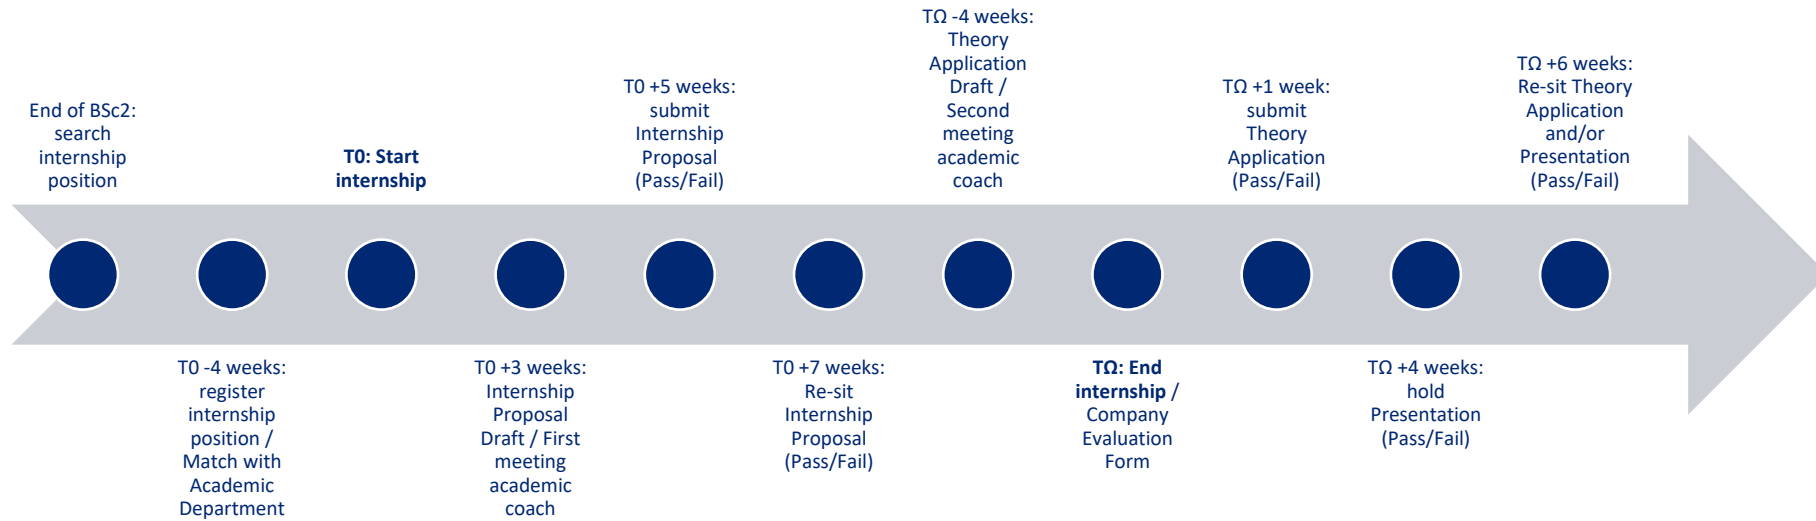 End of BSc2:
search
internship
position
T0 -4 weeks:
register
internship
position /
Match with
Academic
Department
T0: Start
internship
T0 +3 weeks:
Internship
Proposal
Draft / First
meeting
academic
coach
T0 +5 weeks:
submit
Internship
Proposal
(Pass/Fail)
T0 +7 weeks:
Re-sit
Internship
Proposal
(Pass/Fail)
TΩ -4 weeks:
Theory
Application
Draft /
Second
meeting
academic
coach
TΩ: End
internship /
Company
Evaluation
Form
TΩ +1 week:
submit
Theory
Application
(Pass/Fail)
TΩ +4 weeks:
hold
Presentation
(Pass/Fail)
TΩ +6 weeks:
Re-sit Theory
Application
and/or
Presentation
(Pass/Fail)